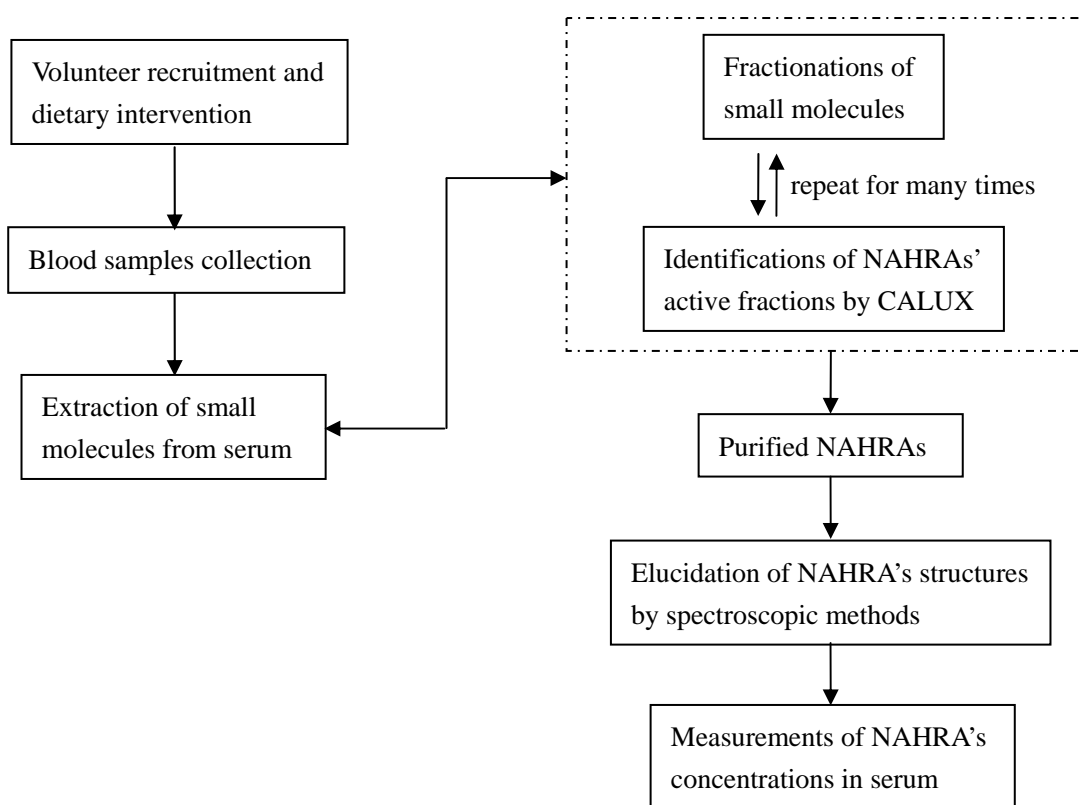 Volunteer recruitment and
dietary intervention
Blood samples collection
Extraction of small
molecules from serum
Fractionations of
small molecules
repeat for many times
Identifications of NAHRAs’
active fractions by CALUX
Purified NAHRAs
Elucidation of NAHRA’s structures
by spectroscopic methods
Measurements of NAHRA’s
concentrations in serum